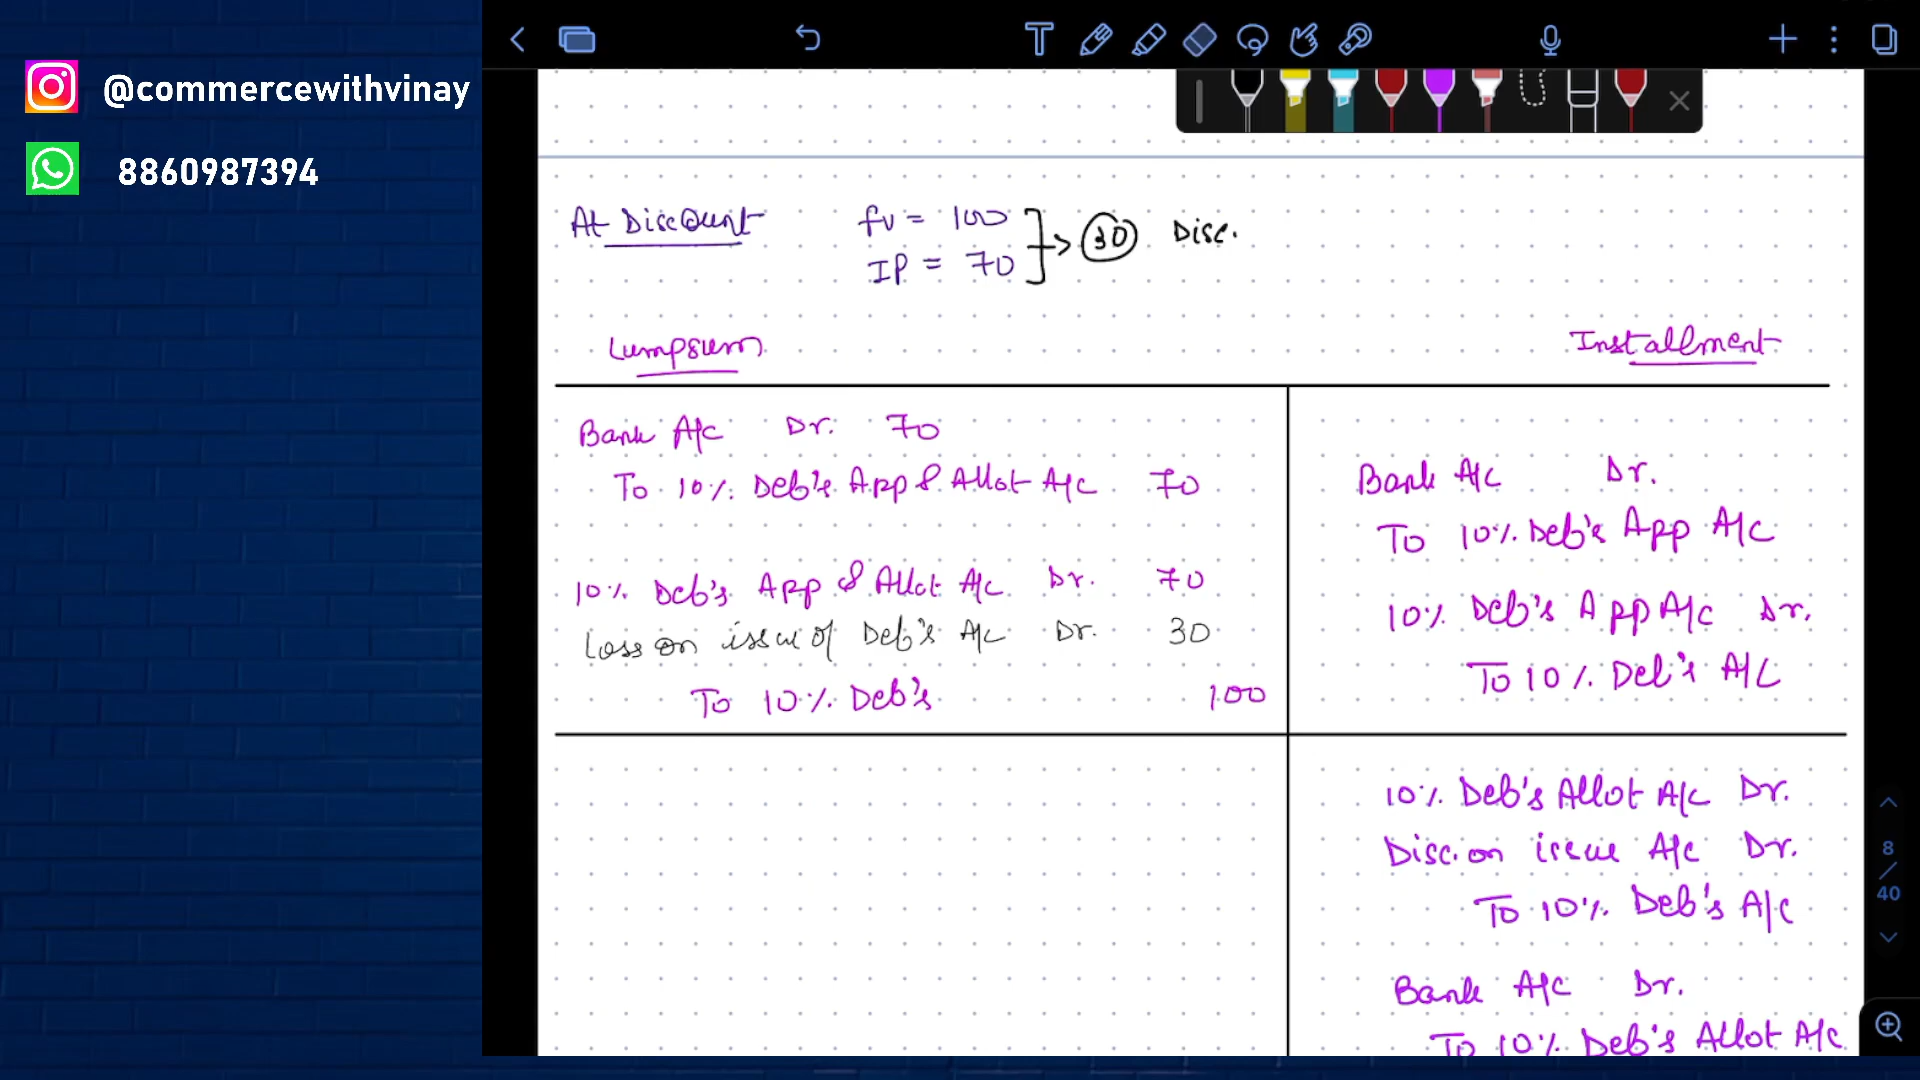 @commercewithvinay
8860987394
At Discount
fv = 100
IP = 70
30 Disc.
Lumpsum
Installment
Bank A/c Dr. 70
To 10%. Deb's App & Allot A/c 70
10%. Deb's App & Allot A/c Dr. 70
Loss on issue of Deb's A/c Dr. 30
To 10%. Deb's 100
Bank A/c Dr.
To 10%. Deb's App A/c
10%. Deb's App A/c Dr.
To 10%. Deb's A/c
10%. Deb's Allot A/c Dr.
Disc. on issue A/c Dr.
To 10%. Deb's A/c
Bank A/c Dr.
To 10%. Deb's Allot A/c
8
/
40